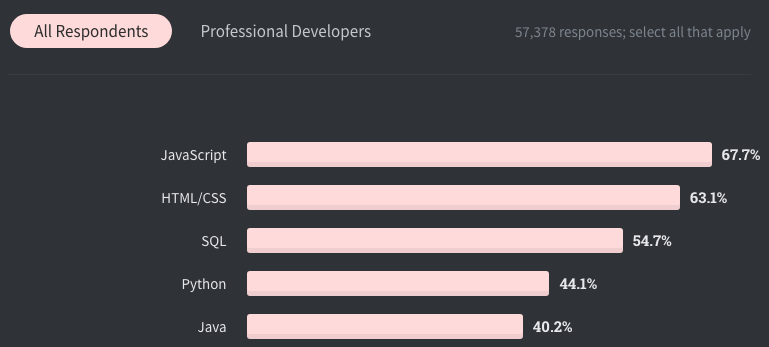 All Respondents Professional Developers 57,378 responses; select all that apply
JavaScript 67.7%
HTML/CSS 63.1%
SQL 54.7%
Python 44.1%
Java 40.2%